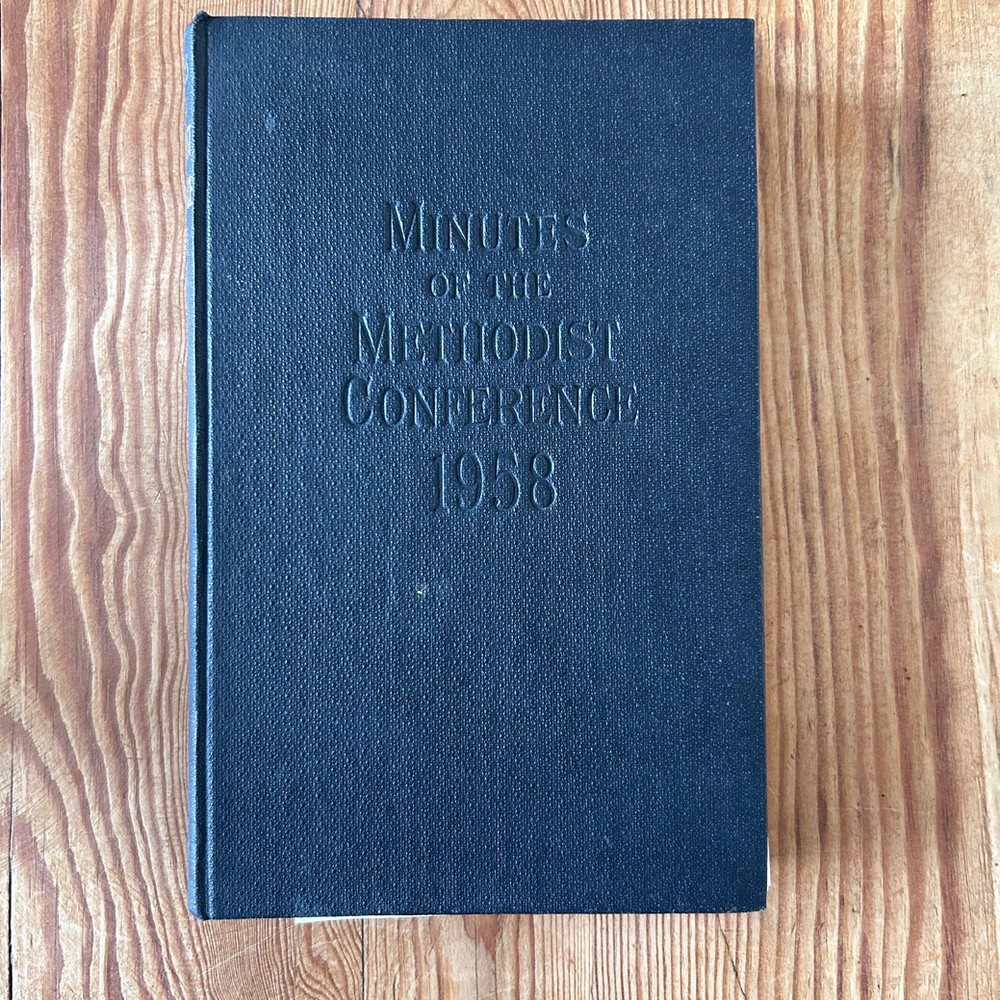 MINUTES
OF THE
METHODIST
CONFERENCE
1958